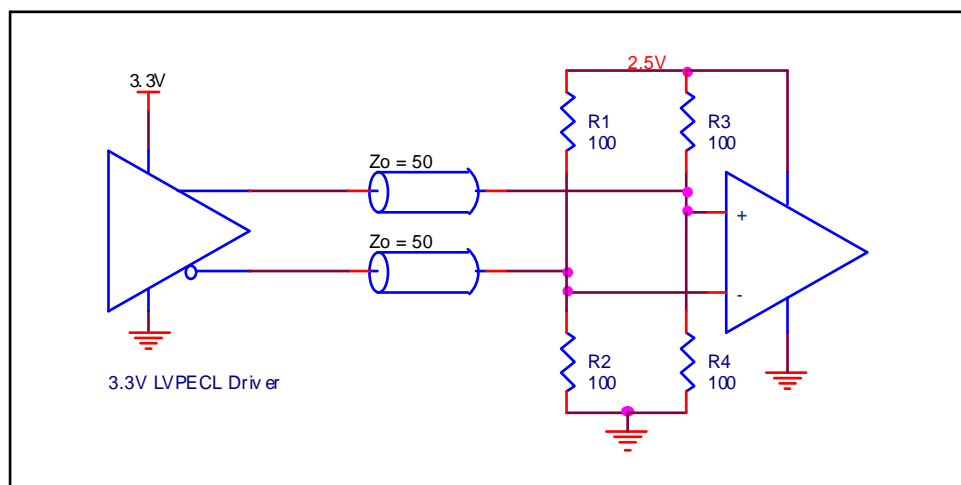 3.3V
2.5V
R1
100
R3
100
Zo = 50
+
Zo = 50
-
R2
100
R4
100
3.3V LVPECL Driver